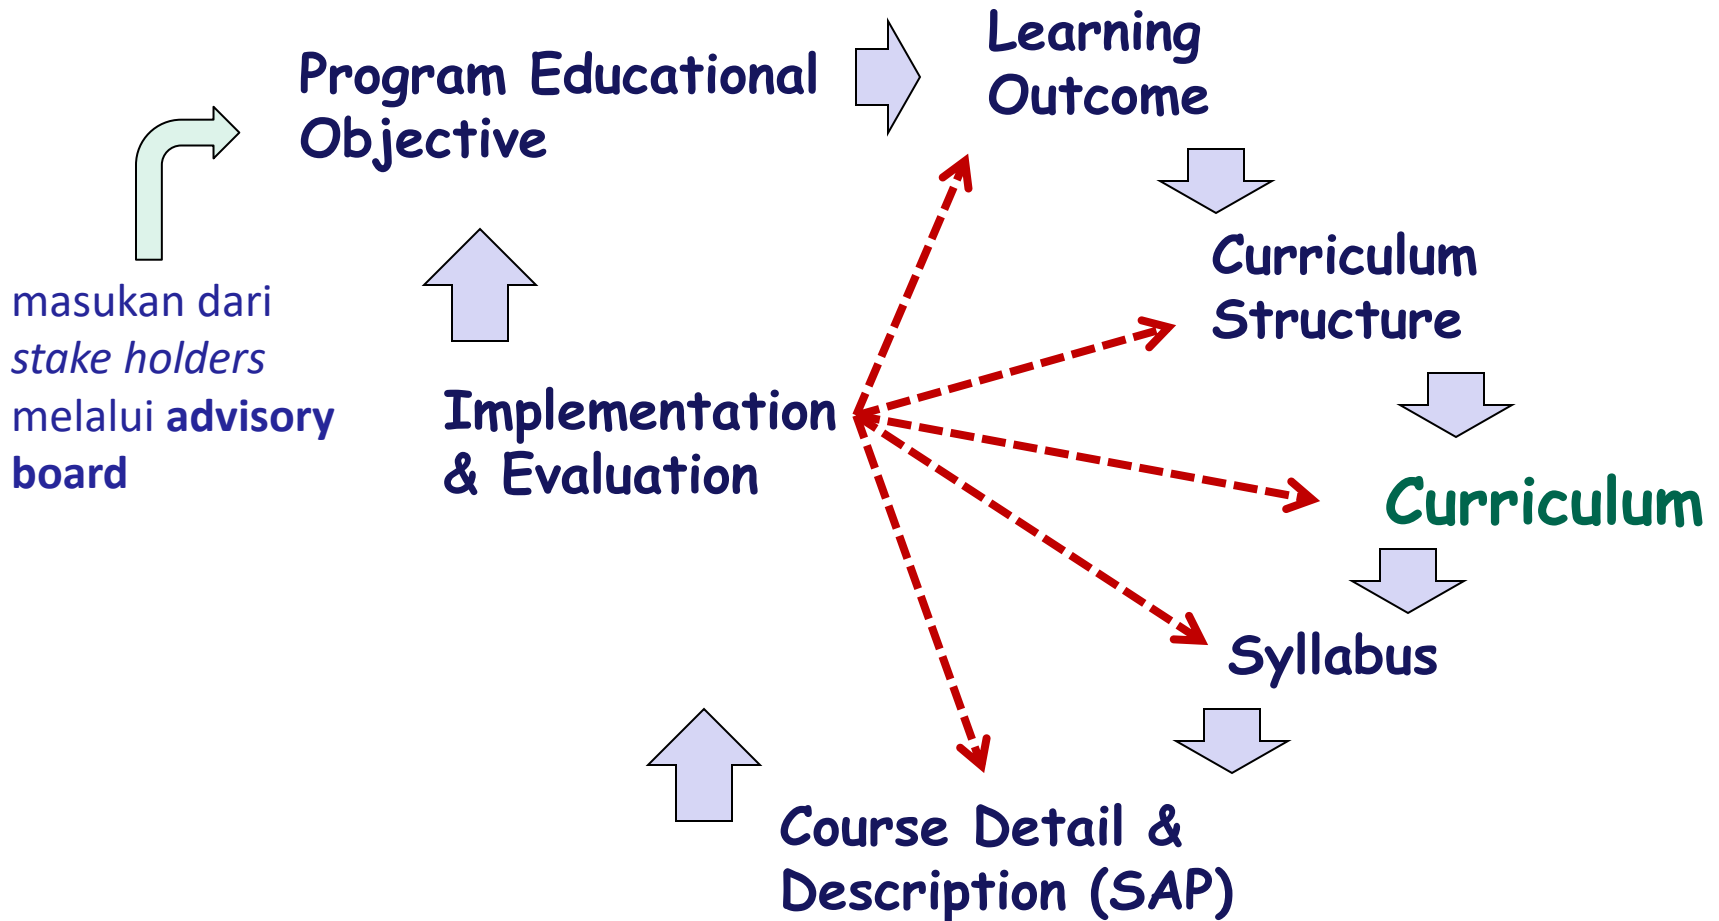 Program Educational
Objective
Learning
Outcome
Curriculum
Structure
masukan dari
stake holders
melalui advisory
board
Implementation
& Evaluation
Curriculum
Syllabus
Course Detail &
Description (SAP)